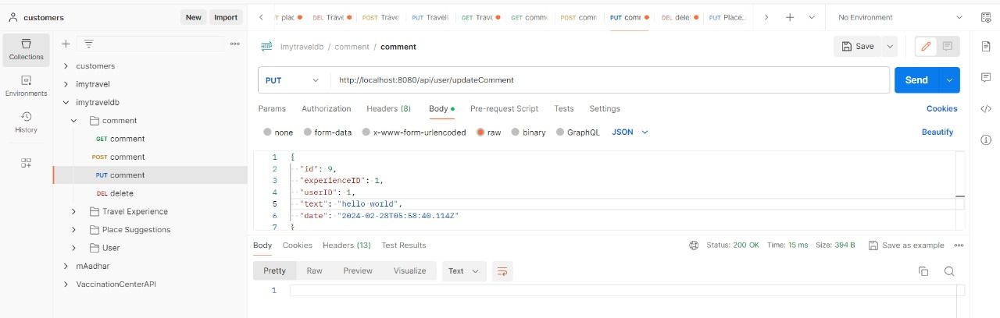 customers
New
Import
T plac
DEL Trave
POST Trave
PUT Travell
GET Trave
GET comme
POST comm
PUT comr
DEL dele
PUT Place_
No Environment
Collections
Environments
History
customers
imytravel
imytraveldb
comment
GET comment
POST comment
PUT comment
DEL delete
Travel Experience
Place Suggestions
User
mAadhar
VaccinationCenterAPI
HTTP
imytraveldb / comment / comment
Save
PUT
http://localhost:8080/api/user/updateComment
Send
Params Authorization Headers (8) Body Pre-request Script Tests Settings
Cookies
none form-data x-www-form-urlencoded raw binary GraphQL JSON
Beautify
1 {
2 "id": 9,
3 "experienceID": 1,
4 "userID": 1,
5 "text": "hello world",
6 "date": "2024-02-28T05:58:40.114Z"
7 }
Body Cookies Headers (13) Test Results
Status: 200 OK Time: 15 ms Size: 394 B
Save as example
Pretty Raw Preview Visualize Text
1